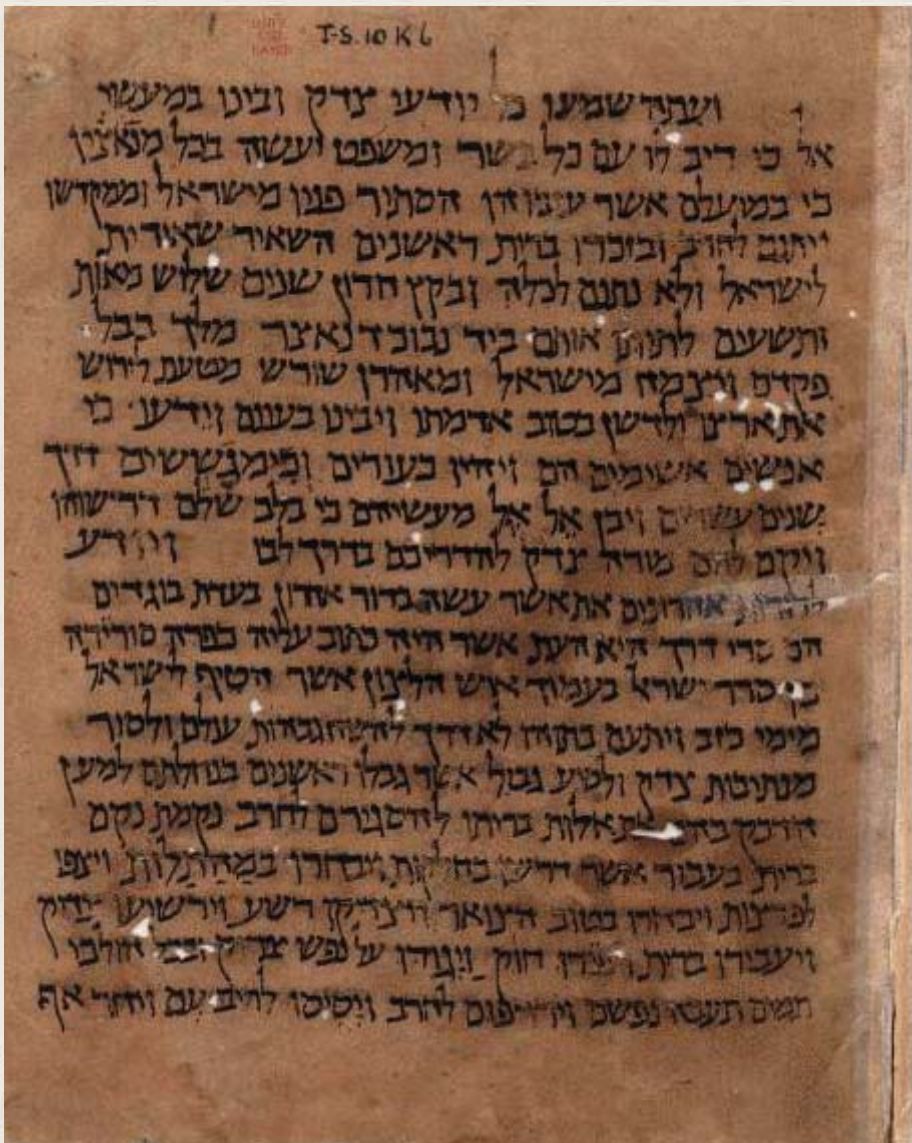 T-S. 10 K 6
ועתה שמעו כל יודעי צדק ובינו במעשי
אל כי ריב לו עם כל בשר ומשפט יעשה בכל מנאציו
כי במועלם אשר עזבוהו הסתיר פניו מישראל וממקדשו
ויתנם לחרב ובזכרו ברית ראשנים השאיר שאירית
לישראל ולא נתנם לכלה ובקץ חרון שנים שלוש מאות
ותשעים לתיתו אותם ביד נבוכדנאצר מלך בבל
פקדם ויצמח מישראל ומאהרן שורש מטעת לירוש
את ארצו ולדשן בטוב אדמתו ויבינו בעונם וידעו כי
אנשים אשימים הם ויהיו כעורים וכימגששים דרך
שנים עשרים ויבן אל אל מעשיהם כי בלב שלם דרשוהו
ויקם להם מורה צדק להדריכם בדרך לבו ויודע
לדורות אחרונים את אשר עשה בדור אחרון בעדת בוגדים
הם סרי דרך היא העת אשר היה כתוב עליה כפרה סורירה
כן סרר ישראל בעמוד איש הלצון אשר הטיף לישראל
מימי כזב ויתעם בתוהו לא דרך להשח גבהות עולם ולסור
מנתיבות צדק ולסיע גבול אשר גבלו ראשנים בנחלתם למען
הדבק בהם את אלות בריתו להסגירם לחרב נקמת נקם
ברית בעבור אשר דרשו בחלקות ויבחרו במהתלות ויצפו
לפרצות ויבחרו בטוב הצואר ויצדיקו רשע וירשיעו צדיק
ויעבירו ברית ויפירו חוק ויגודו על נפש צדיק ובכל הולכי
תמים תעבה נפשם וירדפום לחרב ויסיסו לריב עם ויחר אף